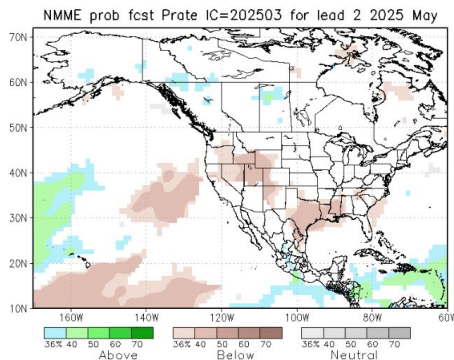 NMME prob fcst Prate IC=202503 for lead 2 2025 May
70N
60N
50N
40N
30N
20N
10N
160W 140W 120W 100W 80W 60W
36% 40 50 60 70 36% 40 50 60 70 36% 40 50 60 70
Above Below Neutral